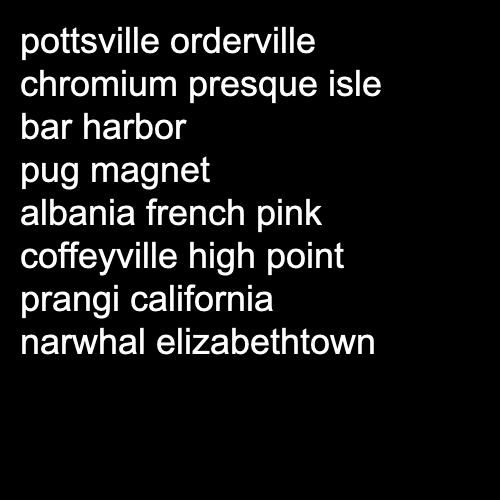 pottsville orderville
chromium presque isle
bar harbor
pug magnet
albania french pink
coffeyville high point
prangi california
narwhal elizabethtown